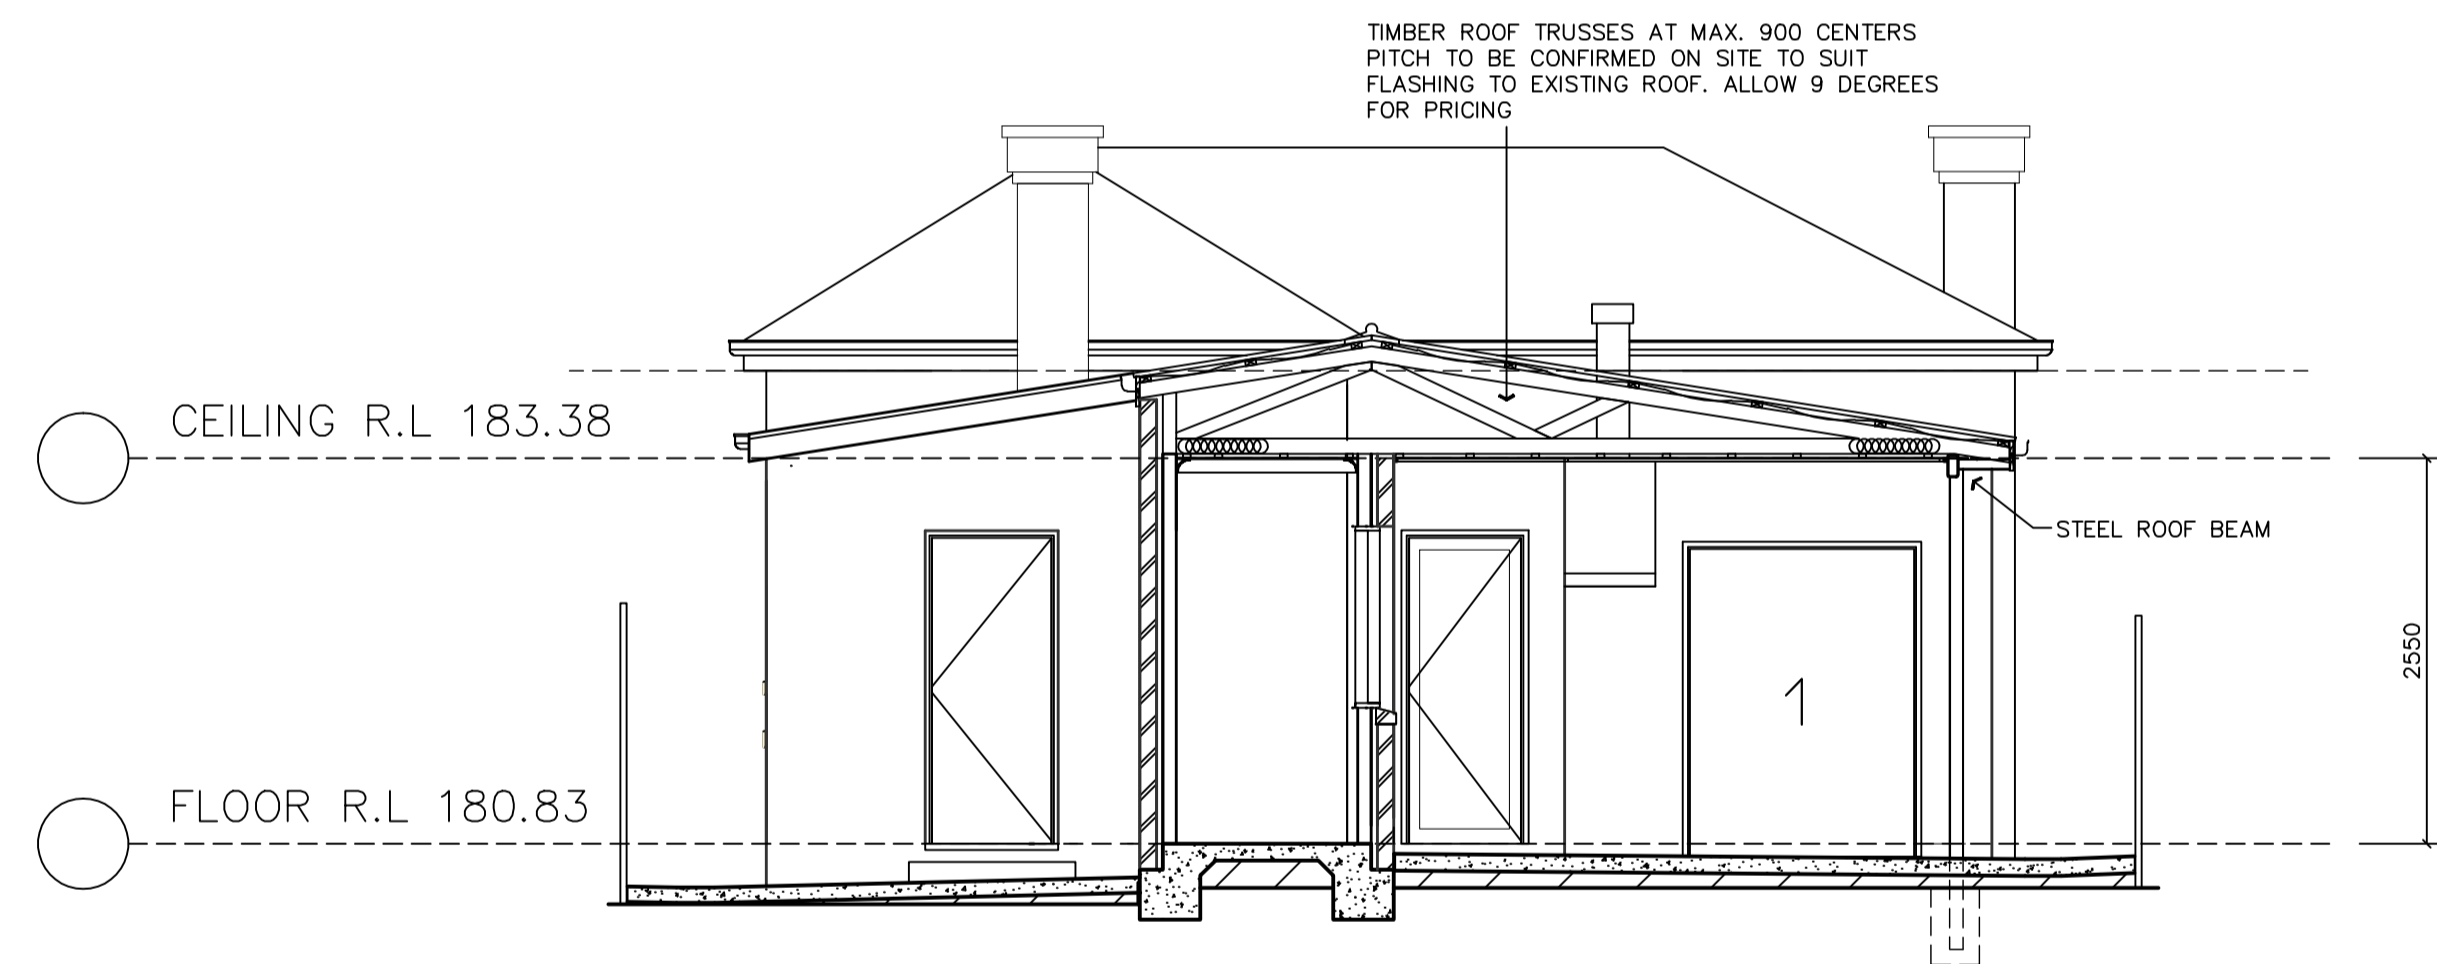 TIMBER ROOF TRUSSES AT MAX. 900 CENTERS
PITCH TO BE CONFIRMED ON SITE TO SUIT
FLASHING TO EXISTING ROOF. ALLOW 9 DEGREES
FOR PRICING
CEILING R.L 183.38
STEEL ROOF BEAM
2550
1
FLOOR R.L 180.83